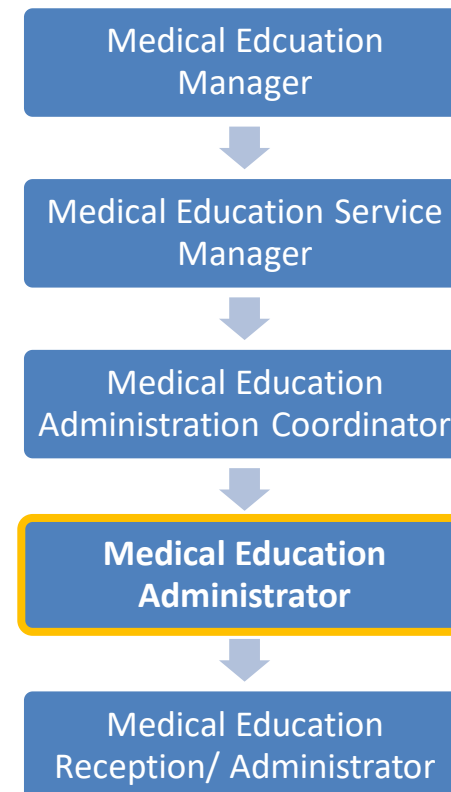 Medical Edcuation
Manager
Medical Education Service
Manager
Medical Education
Administration Coordinator
Medical Education
Administrator
Medical Education
Reception/ Administrator